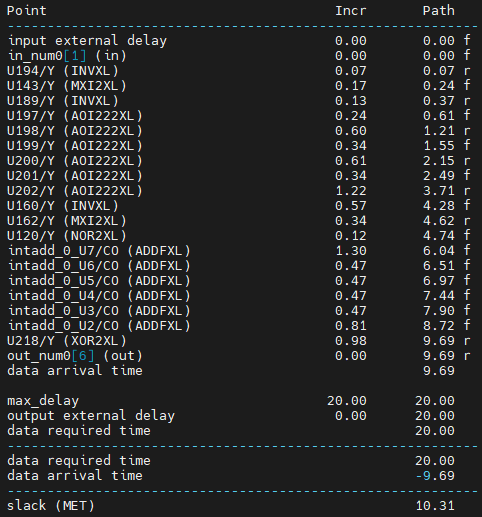 Point Incr Path
-----------------------------------------------------------
input external delay 0.00 0.00 f
in_num0[1] (in) 0.00 0.00 f
U194/Y (INVXL) 0.07 0.07 r
U143/Y (MXI2XL) 0.17 0.24 f
U189/Y (INVXL) 0.13 0.37 r
U197/Y (AOI222XL) 0.24 0.61 f
U198/Y (AOI222XL) 0.60 1.21 r
U199/Y (AOI222XL) 0.34 1.55 f
U200/Y (AOI222XL) 0.61 2.15 r
U201/Y (AOI222XL) 0.34 2.49 f
U202/Y (AOI222XL) 1.22 3.71 r
U160/Y (INVXL) 0.57 4.28 f
U162/Y (MXI2XL) 0.34 4.62 r
U120/Y (NOR2XL) 0.12 4.74 f
intadd_0_U7/CO (ADDFXL) 1.30 6.04 f
intadd_0_U6/CO (ADDFXL) 0.47 6.51 f
intadd_0_U5/CO (ADDFXL) 0.47 6.97 f
intadd_0_U4/CO (ADDFXL) 0.47 7.44 f
intadd_0_U3/CO (ADDFXL) 0.47 7.90 f
intadd_0_U2/CO (ADDFXL) 0.81 8.72 f
U218/Y (XOR2XL) 0.98 9.69 r
out_num0[6] (out) 0.00 9.69 r
data arrival time 9.69
max_delay 20.00 20.00
output external delay 0.00 20.00
data required time 20.00
-----------------------------------------------------------
data required time 20.00
data arrival time -9.69
-----------------------------------------------------------
slack (MET) 10.31